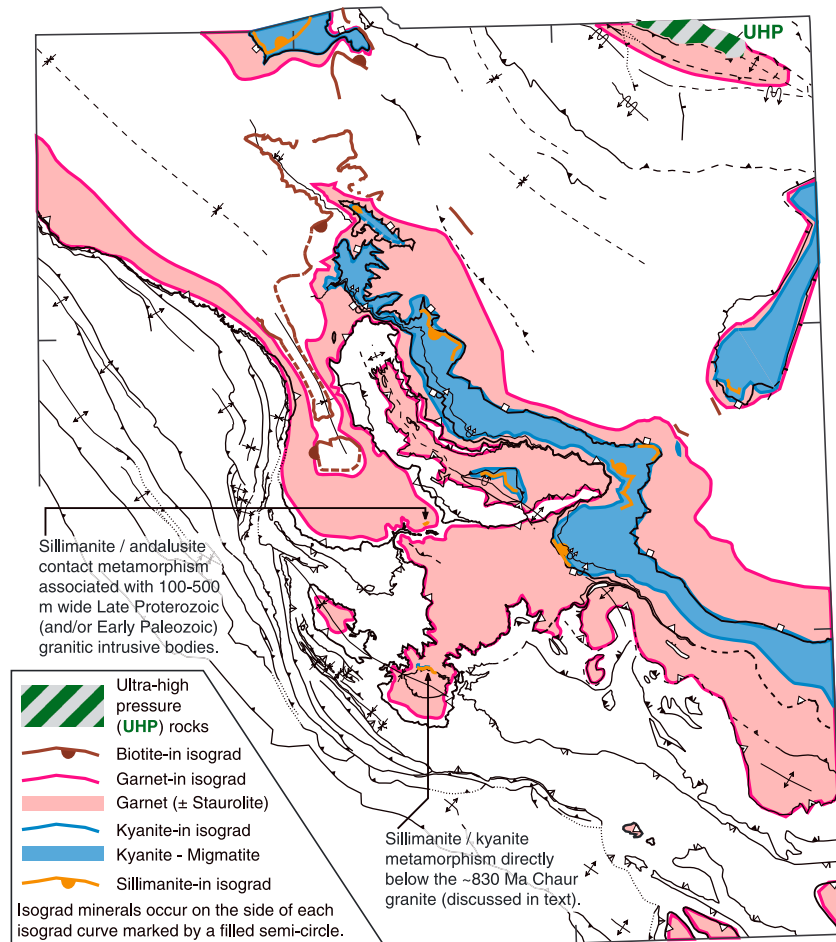 UHP
Sillimanite / andalusite
contact metamorphism
associated with 100-500
m wide Late Proterozoic
(and/or Early Paleozoic)
granitic intrusive bodies.
Ultra-high
pressure
(UHP) rocks
Biotite-in isograd
Garnet-in isograd
Garnet (± Staurolite)
Kyanite-in isograd
Kyanite - Migmatite
Sillimanite-in isograd
Isograd minerals occur on the side of each
isograd curve marked by a filled semi-circle.
Sillimanite / kyanite
metamorphism directly
below the ~830 Ma Chaur
granite (discussed in text).